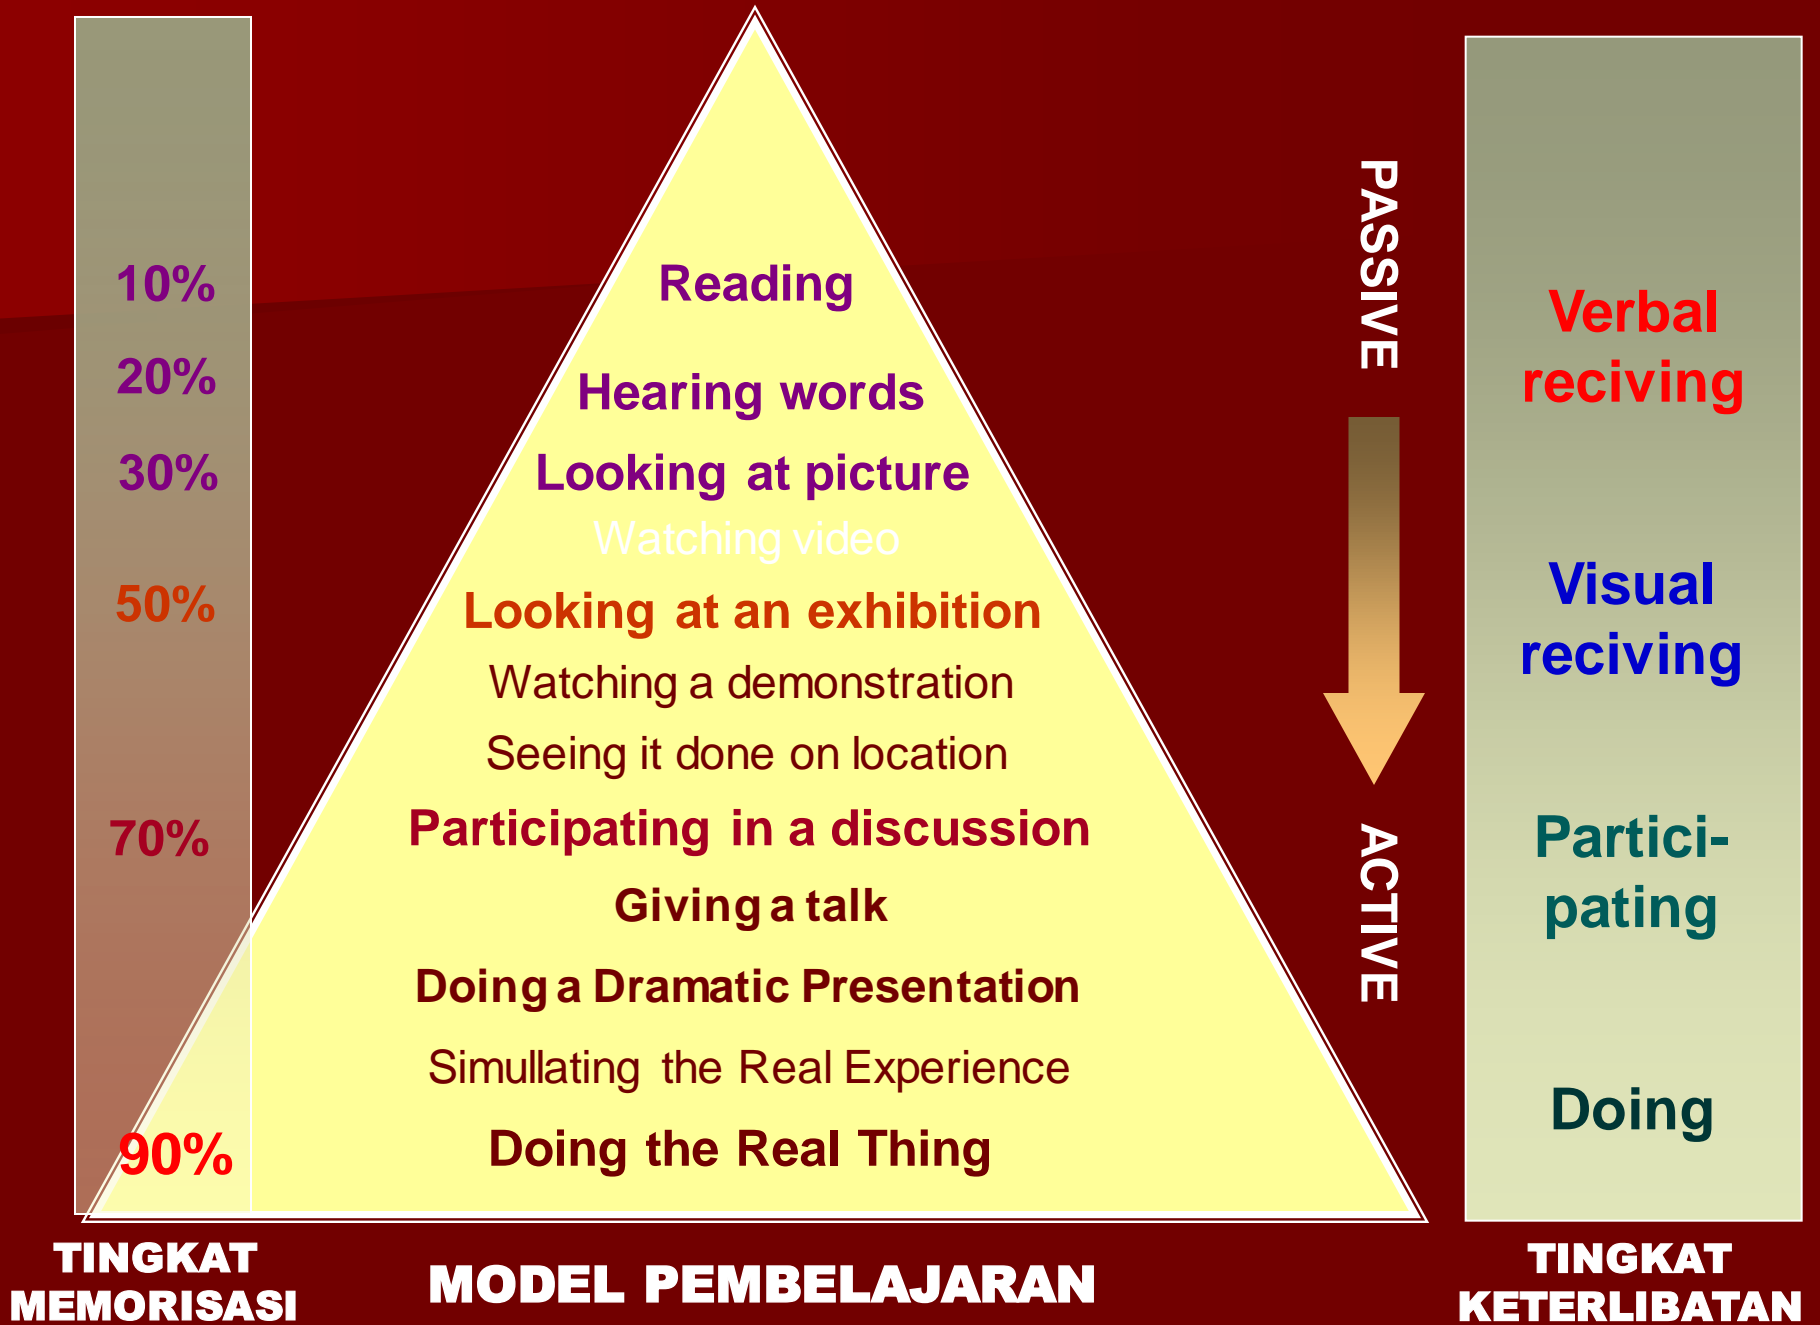 10%
20%
30%
50%
70%
90%
TINGKAT
MEMORISASI
Reading
Hearing words
Looking at picture
Watching video
Looking at an exhibition
Watching a demonstration
Seeing it done on location
Participating in a discussion
Giving a talk
Doing a Dramatic Presentation
Simullating the Real Experience
Doing the Real Thing
MODEL PEMBELAJARAN
PASSIVE
ACTIVE
Verbal
reciving
Visual
reciving
Partici-
pating
Doing
TINGKAT
KETERLIBATAN